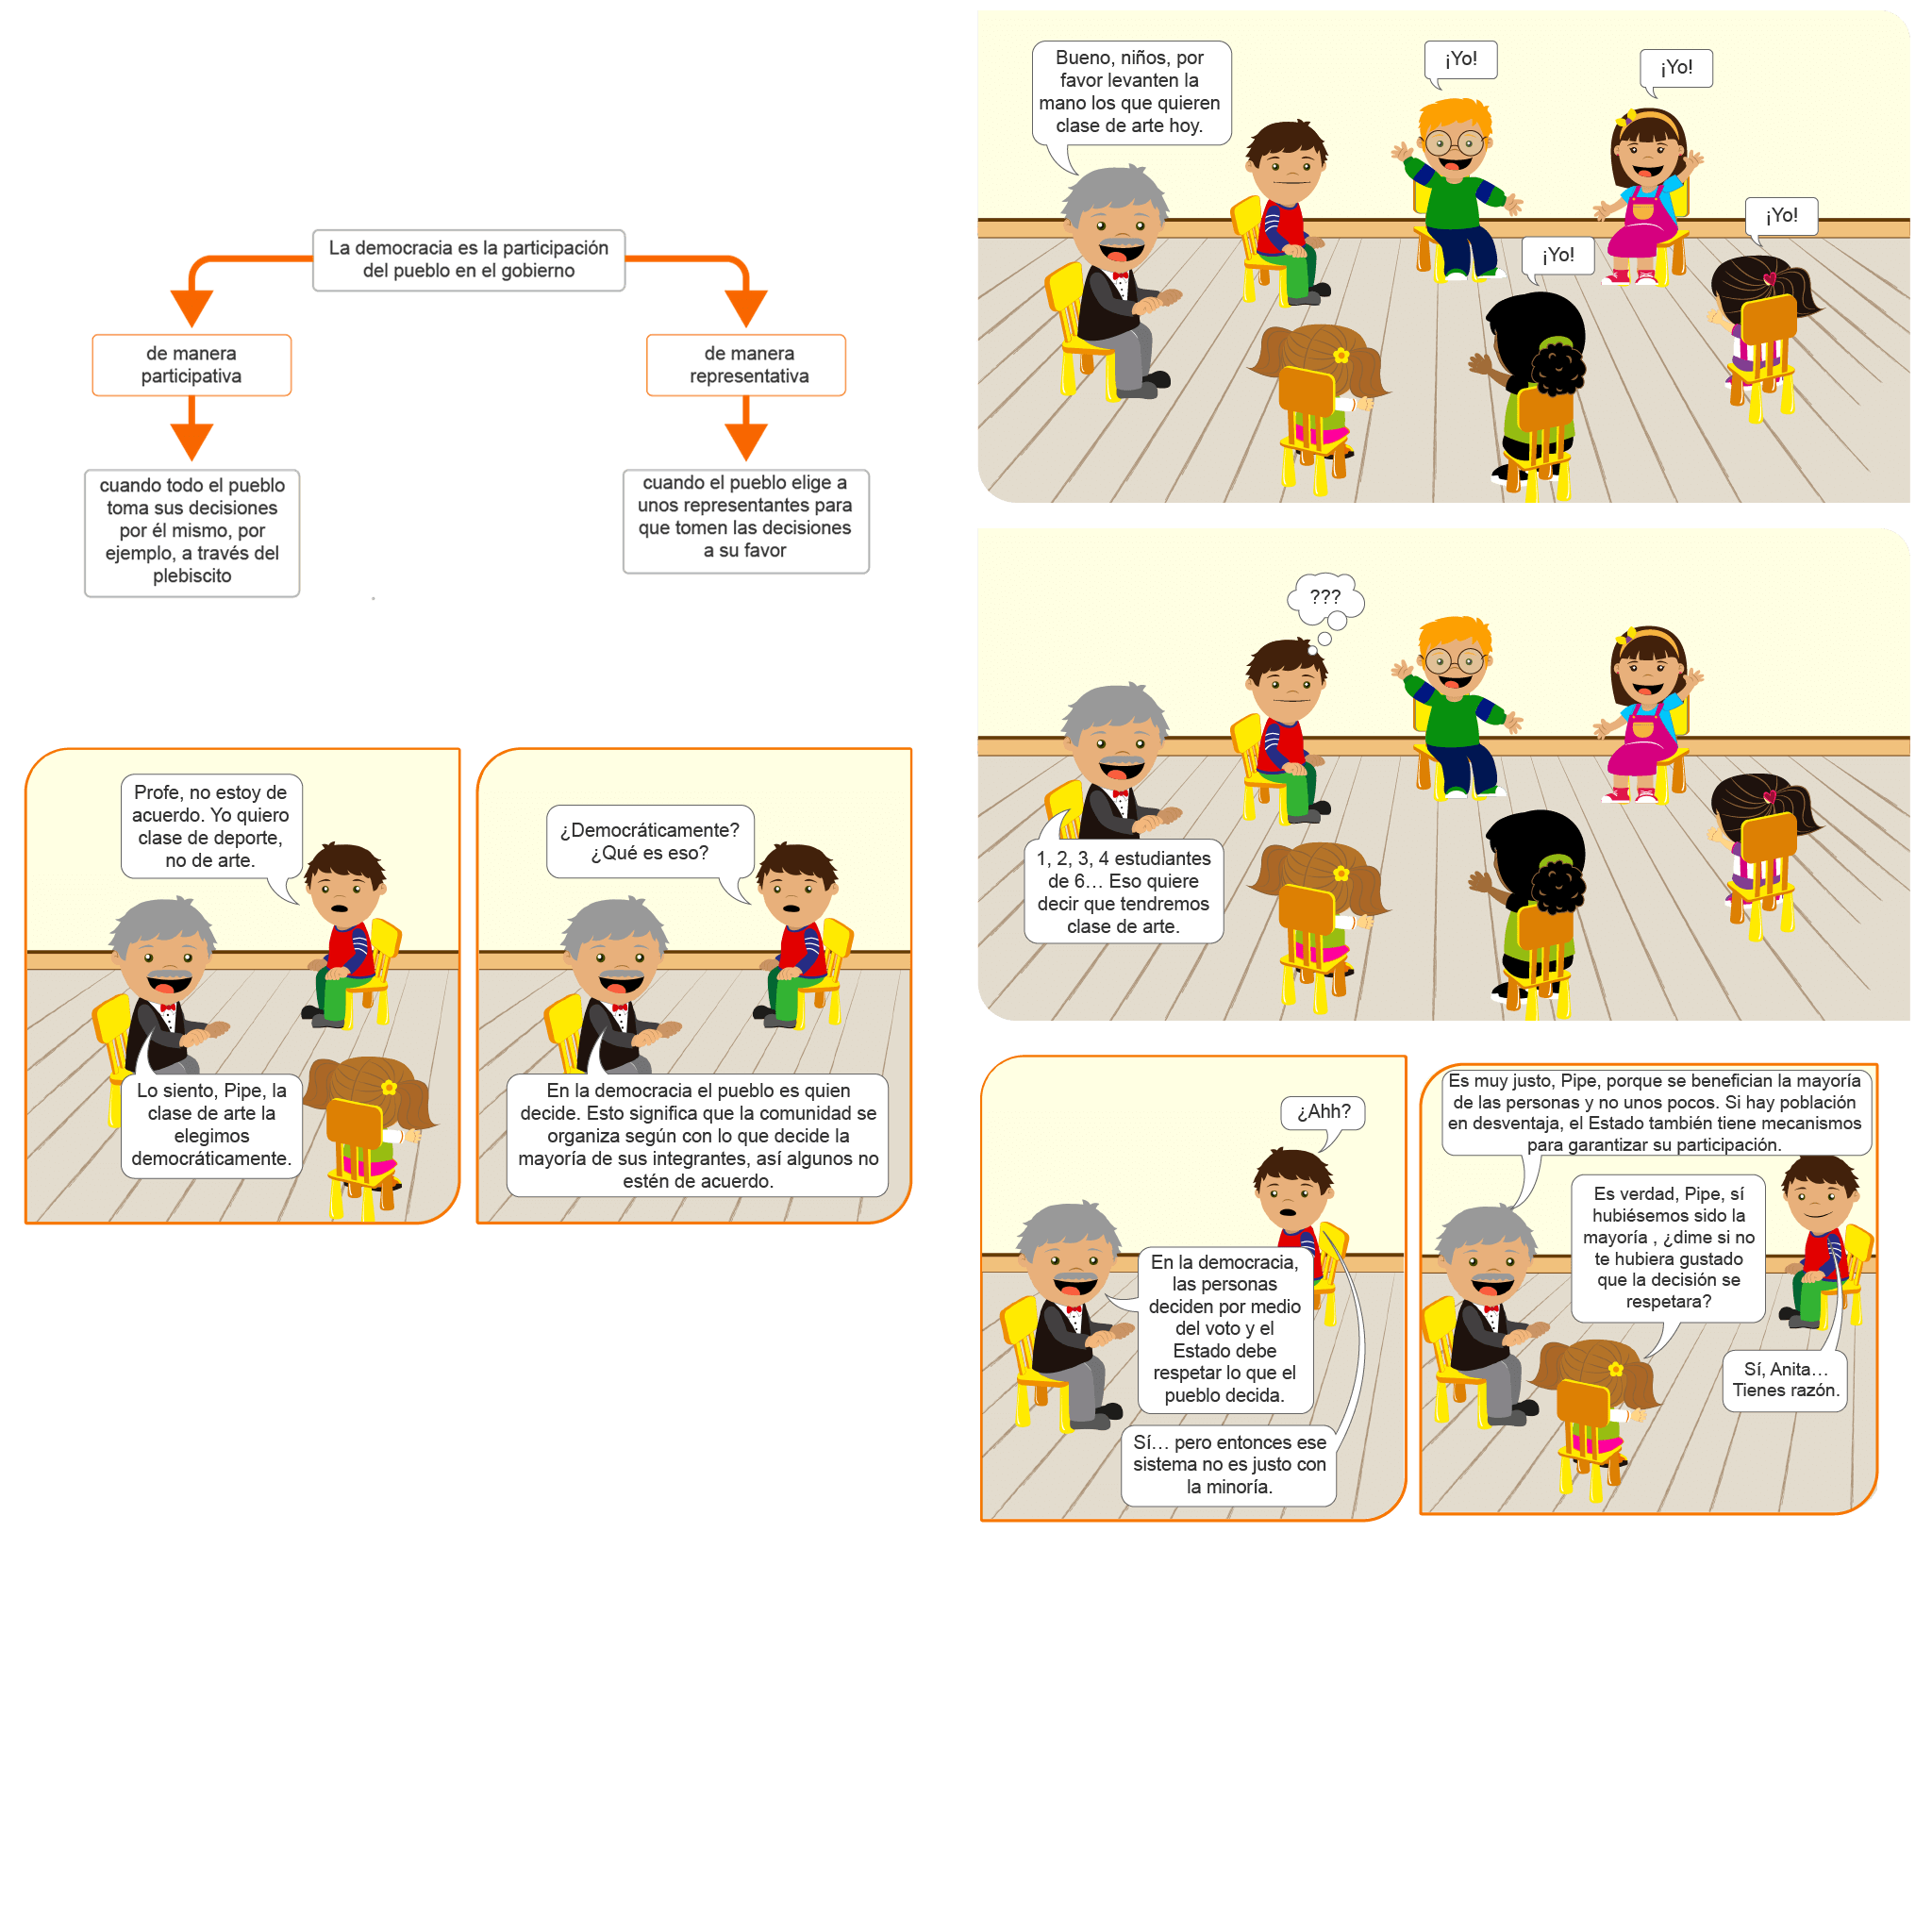 La democracia es la participación
del pueblo en el gobierno
de manera
participativa
de manera
representativa
cuando todo el pueblo
toma sus decisiones
por él mismo, por
ejemplo, a través del
plebiscito
cuando el pueblo elige a
unos representantes para
que tomen las decisiones
a su favor
Bueno, niños, por
favor levanten la
mano los que quieren
clase de arte hoy.
¡Yo!
¡Yo!
¡Yo!
¡Yo!
???
1, 2, 3, 4 estudiantes
de 6... Eso quiere
decir que tendremos
clase de arte.
Profe, no estoy de
acuerdo. Yo quiero
clase de deporte,
no de arte.
Lo siento, Pipe, la
clase de arte la
elegimos
democráticamente.
¿Democráticamente?
¿Qué es eso?
En la democracia el pueblo es quien
decide. Esto significa que la comunidad se
organiza según con lo que decide la
mayoría de sus integrantes, así algunos no
estén de acuerdo.
¿Ahh?
En la democracia,
las personas
deciden por medio
del voto y el
Estado debe
respetar lo que el
pueblo decida.
Sí... pero entonces ese
sistema no es justo con
la minoría.
Es muy justo, Pipe, porque se benefician la mayoría
de las personas y no unos pocos. Si hay población
en desventaja, el Estado también tiene mecanismos
para garantizar su participación.
Es verdad, Pipe, sí
hubiésemos sido la
mayoría , ¿dime si no
te hubiera gustado
que la decisión se
respetara?
Sí, Anita...
Tienes razón.